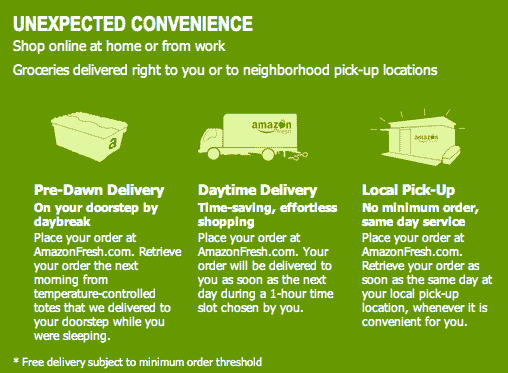 UNEXPECTED CONVENIENCE
Shop online at home or from work
Groceries delivered right to you or to neighborhood pick-up locations
a
amazon
fresh
amazon
Pre-Dawn Delivery
On your doorstep by
daybreak
Place your order at
AmazonFresh.com. Retrieve
your order the next
morning from
temperature-controlled
totes that we delivered to
your doorstep while you
were sleeping.
Daytime Delivery
Time-saving, effortless
shopping
Place your order at
AmazonFresh.com. Your
order will be delivered to
you as soon as the next
day during a 1-hour time
slot chosen by you.
Local Pick-Up
No minimum order,
same day service
Place your order at
AmazonFresh.com.
Retrieve your order as
soon as the same day at
your local pick-up
location, whenever it is
convenient for you.
* Free delivery subject to minimum order threshold